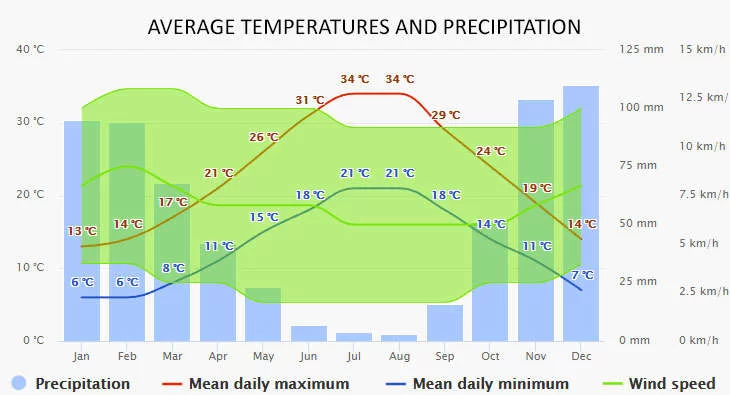 AVERAGE TEMPERATURES AND PRECIPITATION
40 °C 125 mm 15 km/h
34 °C 34 °C
31 °C 12.5 km/h
30 °C 29 °C 100 mm
26 °C
24 °C 10 km/h
21 °C 21 °C 21 °C 75 mm
20 °C 19 °C 7.5 km/h
17 °C 18 °C 18 °C
13 °C 14 °C 15 °C 14 °C 14 °C 50 mm
11 °C 11 °C 5 km/h
10 °C 8 °C 7 °C
6 °C 6 °C 25 mm 2.5 km/h
0 °C 0 mm 0 km/h
Jan Feb Mar Apr May Jun Jul Aug Sep Oct Nov Dec
Precipitation Mean daily maximum Mean daily minimum Wind speed